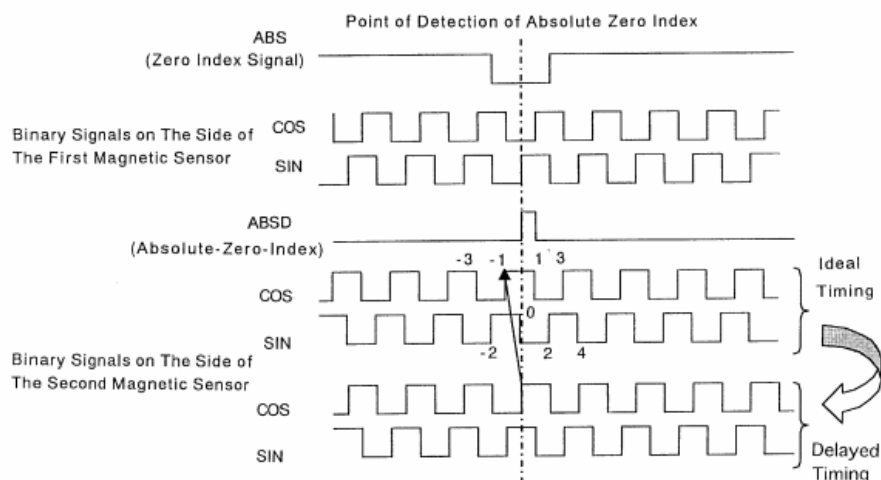 Point of Detection of Absolute Zero Index
ABS
(Zero Index Signal)
Binary Signals on The Side of
The First Magnetic Sensor
COS
SIN
ABSD
(Absolute-Zero-Index)
-3 -1 1 3
COS
0
SIN
-2 2 4
Ideal
Timing
Binary Signals on The Side of
The Second Magnetic Sensor
COS
SIN
Delayed
Timing